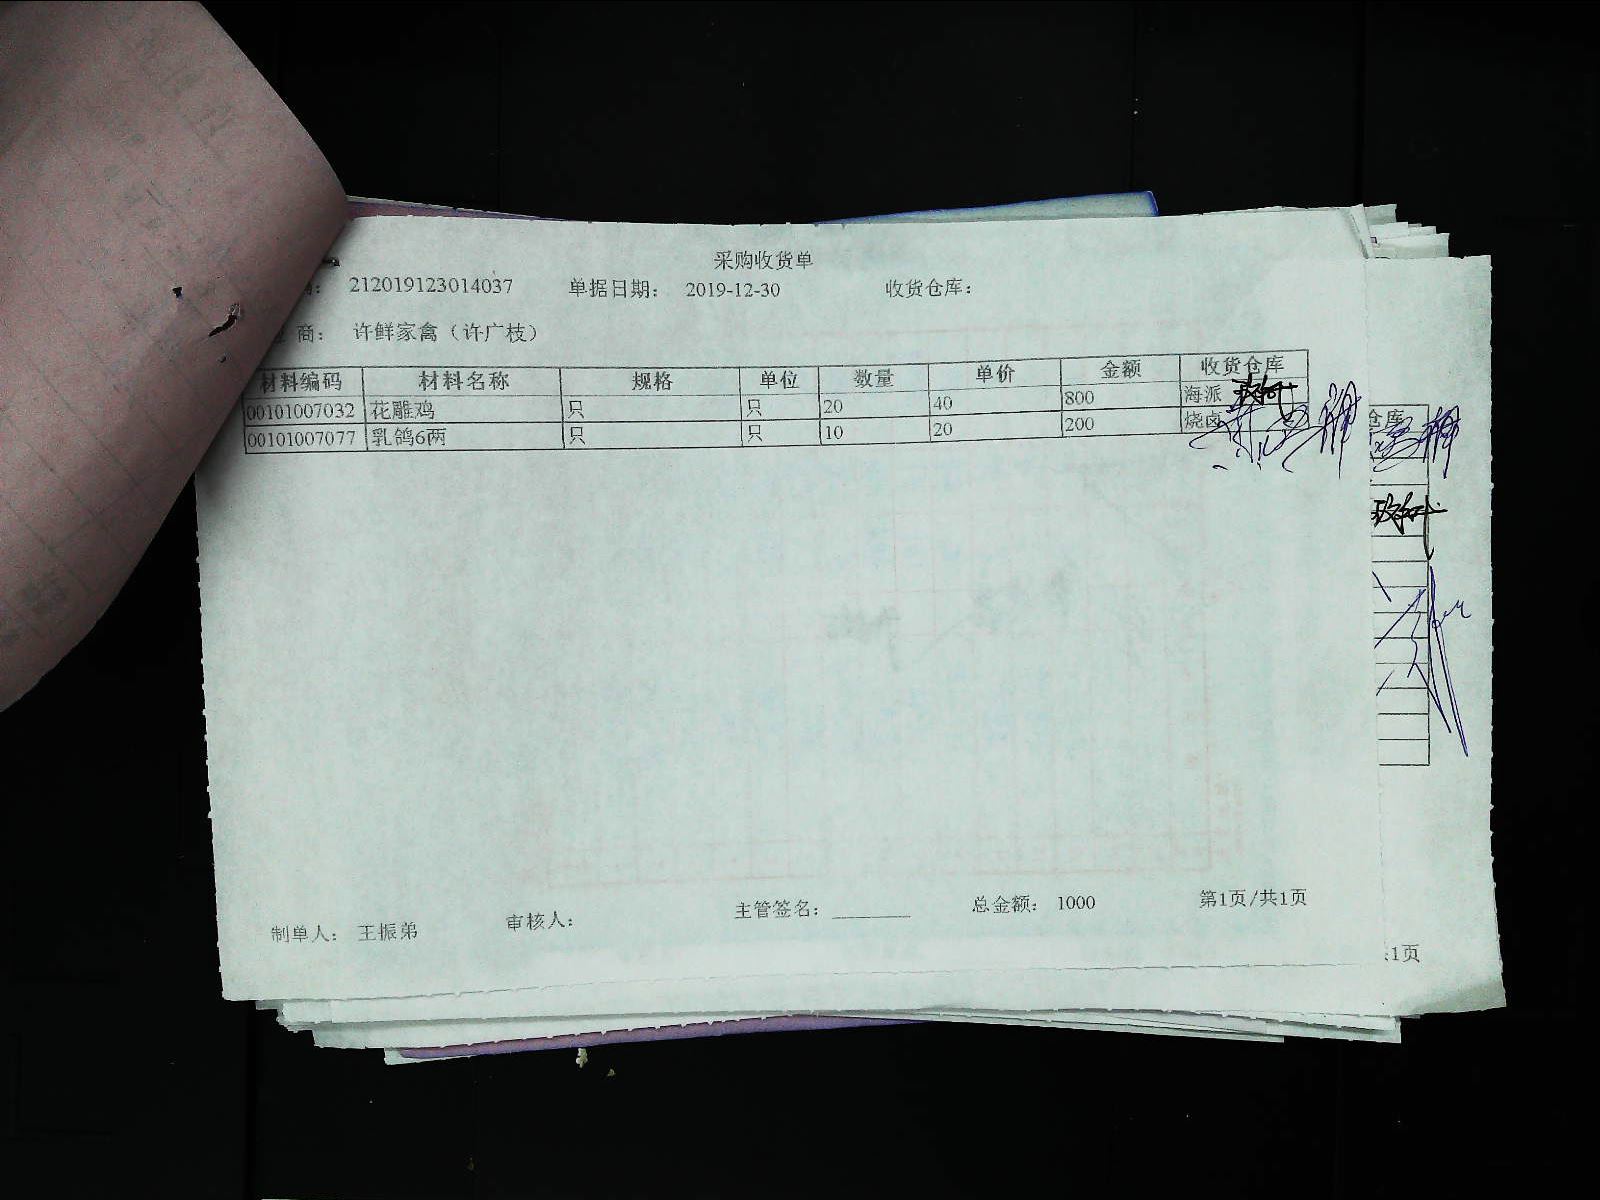 采购收货单
212019123014037 单据日期： 2019-12-30 收货仓库：
商： 许鲜家禽（许广枝）
材料编码 材料名称 规格 单位 数量 单价 金额 收货仓库
00101007032 花雕鸡 只 只 20 40 800 海派
00101007077 乳鸽6两 只 只 10 20 200 烧卤
仓库
制单人： 王振弟 审核人： 主管签名： 总金额： 1000 第1页/共1页
1页